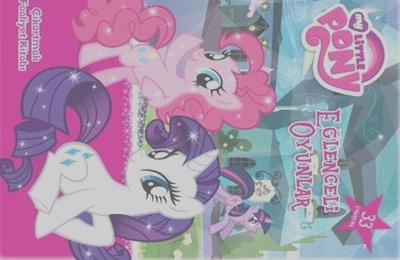 my LITTLE
PONY
EĞLENCELİ
OYUNLAR
33
Çıkartmalı
Faaliyet Kitabı